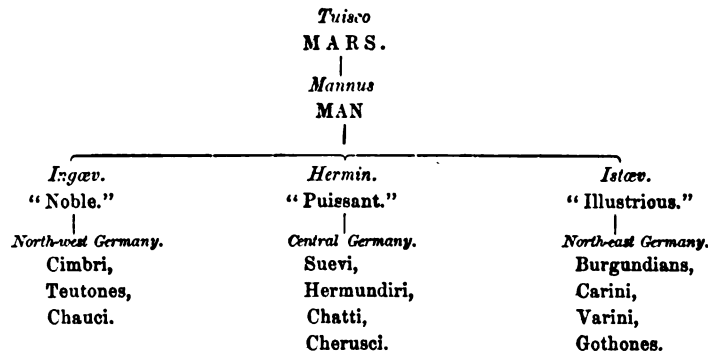 Tuisco
MARS.
Mannus
MAN
Ingæv. Hermin. Istæv.
“Noble.” “Puissant.” “Illustrious.”
North-west Germany. Central Germany. North-east Germany.
Cimbri, Suevi, Burgundians,
Teutones, Hermundiri, Carini,
Chauci. Chatti, Varini,
Cherusci. Gothones.